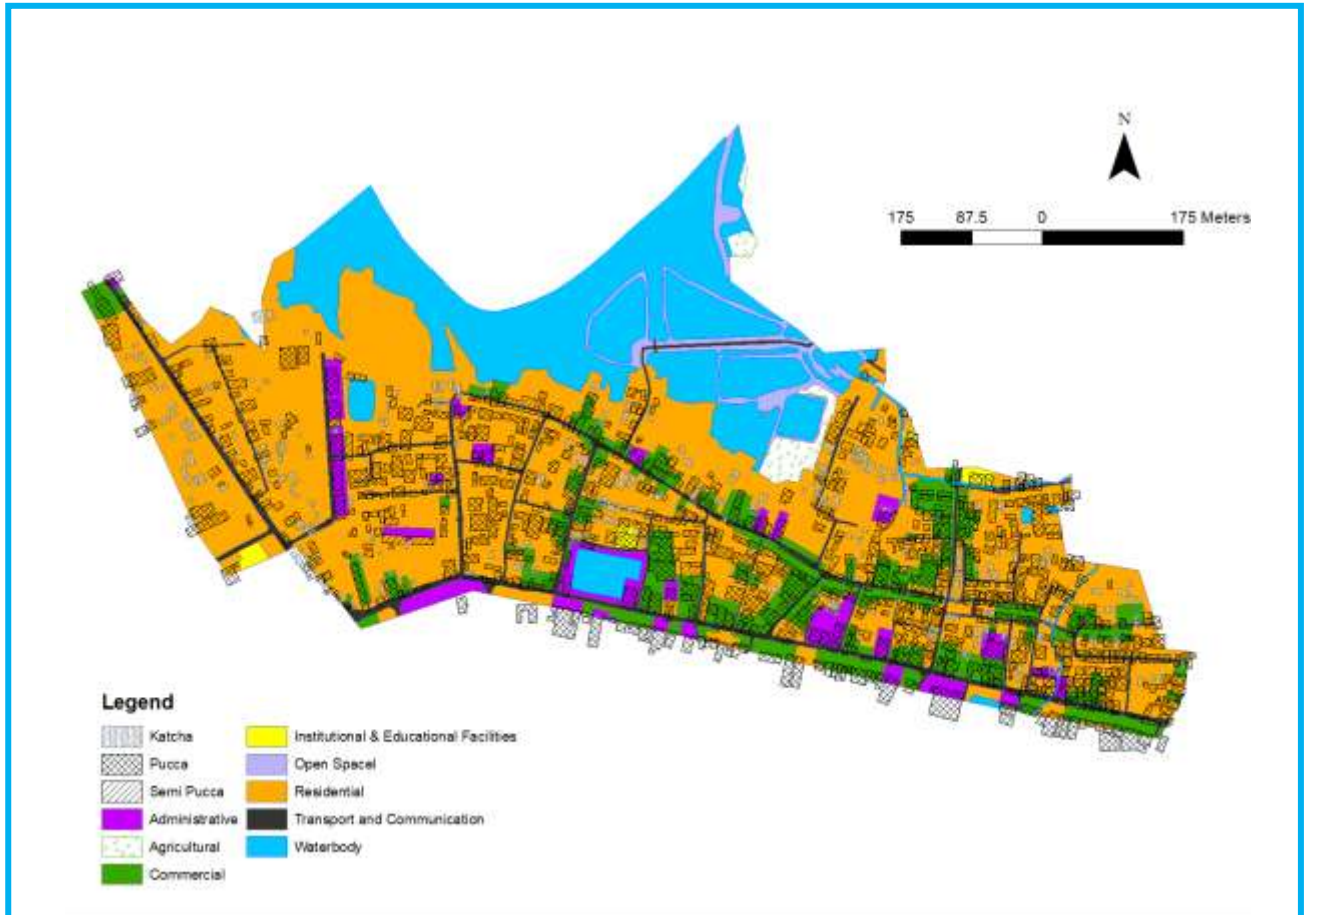 N
175 87.5 0 175 Meters
Legend
Katcha
Pucca
Semi Pucca
Administrative
Agricultural
Commercial
Institutional & Educational Facilities
Open Spacel
Residential
Transport and Communication
Waterbody